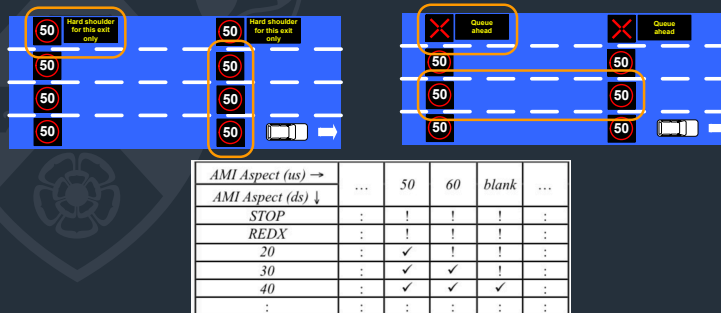 50 Hard shoulder for this exit only
50 Hard shoulder for this exit only
50 50
50 50
50 50
Queue ahead
Queue ahead
50 50
50 50
50 50
AMI Aspect (us) → … 50 60 blank …
AMI Aspect (ds) ↓
STOP : ! ! ! :
REDX : ! ! ! :
20 : ✓ ! ! :
30 : ✓ ✓ ! :
40 : ✓ ✓ ✓ :
: : : : : :